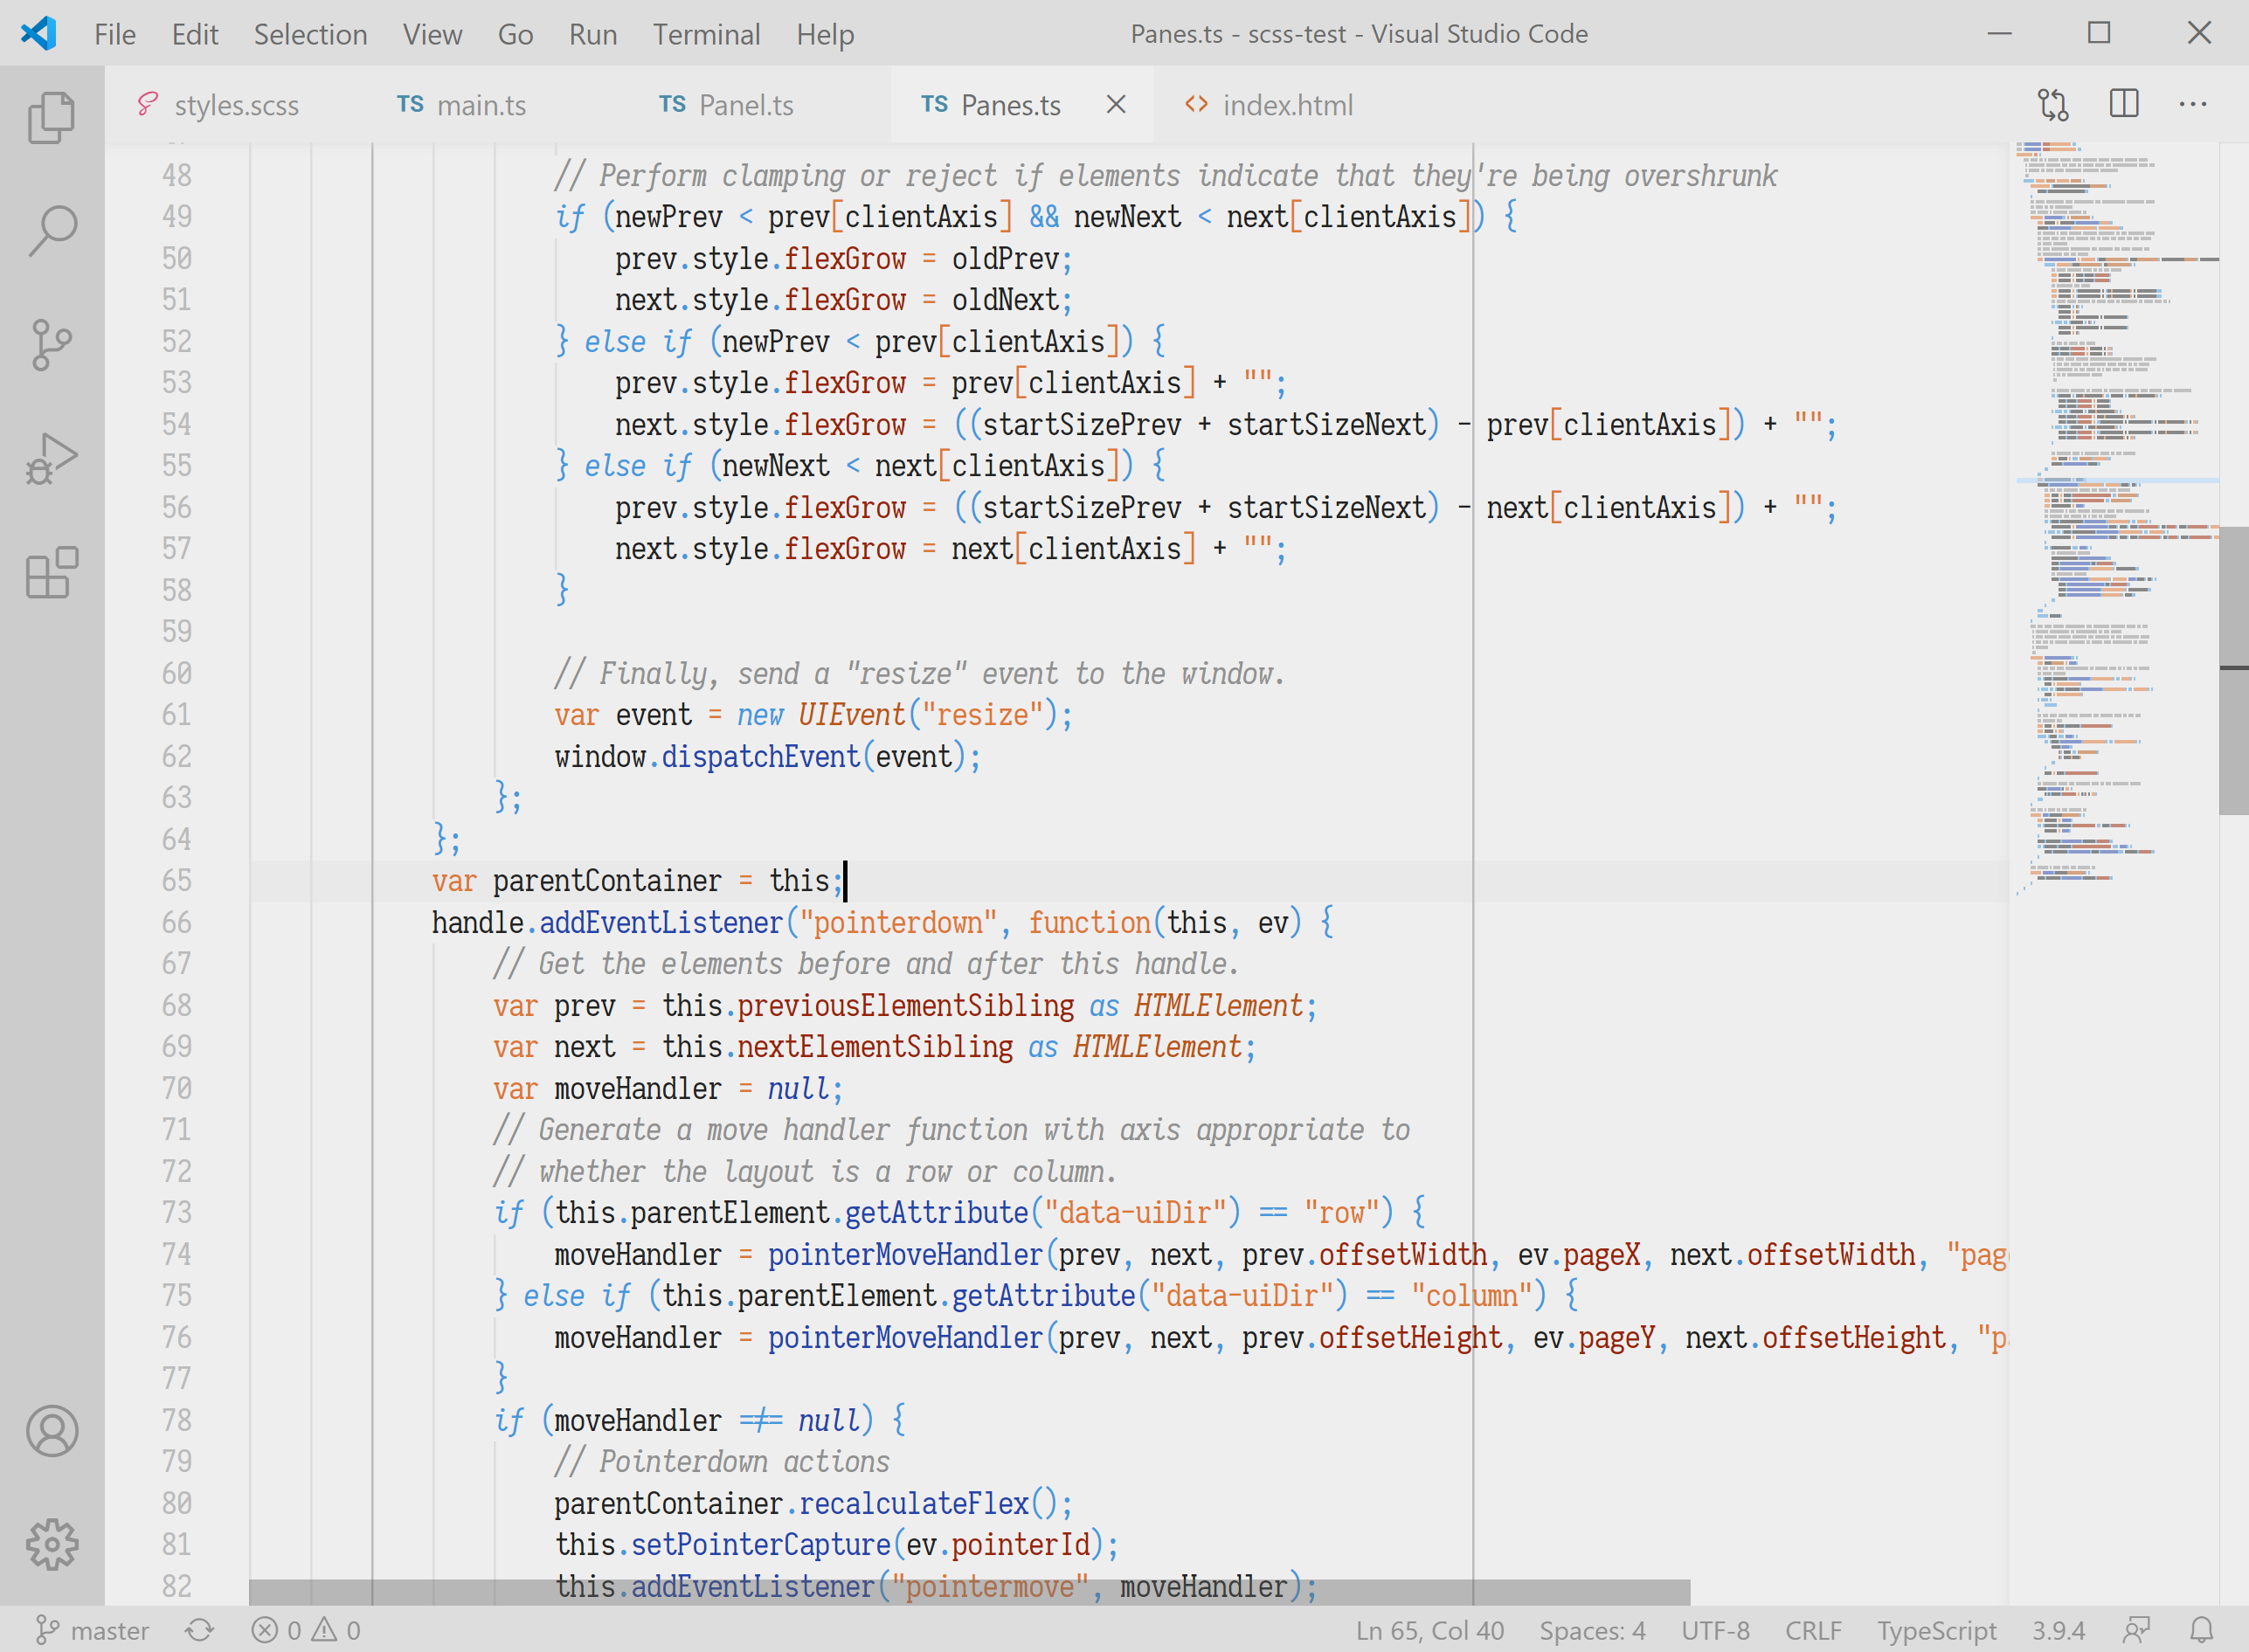 File Edit Selection View Go Run Terminal Help Panes.ts - scss-test - Visual Studio Code
styles.scss TS main.ts TS Panel.ts TS Panes.ts <> index.html
48 // Perform clamping or reject if elements indicate that they're being overshrunk
49 if (newPrev < prev[clientAxis] && newNext < next[clientAxis]) {
50 prev.style.flexGrow = oldPrev;
51 next.style.flexGrow = oldNext;
52 } else if (newPrev < prev[clientAxis]) {
53 prev.style.flexGrow = prev[clientAxis] + "";
54 next.style.flexGrow = ((startSizePrev + startSizeNext) - prev[clientAxis]) + "";
55 } else if (newNext < next[clientAxis]) {
56 prev.style.flexGrow = ((startSizePrev + startSizeNext) - next[clientAxis]) + "";
57 next.style.flexGrow = next[clientAxis] + "";
58 }
59
60 // Finally, send a "resize" event to the window.
61 var event = new UIEvent("resize");
62 window.dispatchEvent(event);
63 };
64 };
65 var parentContainer = this;
66 handle.addEventListener("pointerdown", function(this, ev) {
67 // Get the elements before and after this handle.
68 var prev = this.previousElementSibling as HTMLElement;
69 var next = this.nextElementSibling as HTMLElement;
70 var moveHandler = null;
71 // Generate a move handler function with axis appropriate to
72 // whether the layout is a row or column.
73 if (this.parentElement.getAttribute("data-uiDir") == "row") {
74 moveHandler = pointerMoveHandler(prev, next, prev.offsetWidth, ev.pageX, next.offsetWidth, "pag
75 } else if (this.parentElement.getAttribute("data-uiDir") == "column") {
76 moveHandler = pointerMoveHandler(prev, next, prev.offsetHeight, ev.pageY, next.offsetHeight, "p
77 }
78 if (moveHandler !== null) {
79 // Pointerdown actions
80 parentContainer.recalculateFlex();
81 this.setPointerCapture(ev.pointerId);
82 this.addEventListener("pointermove", moveHandler);
master 0 0 Ln 65, Col 40 Spaces: 4 UTF-8 CRLF TypeScript 3.9.4